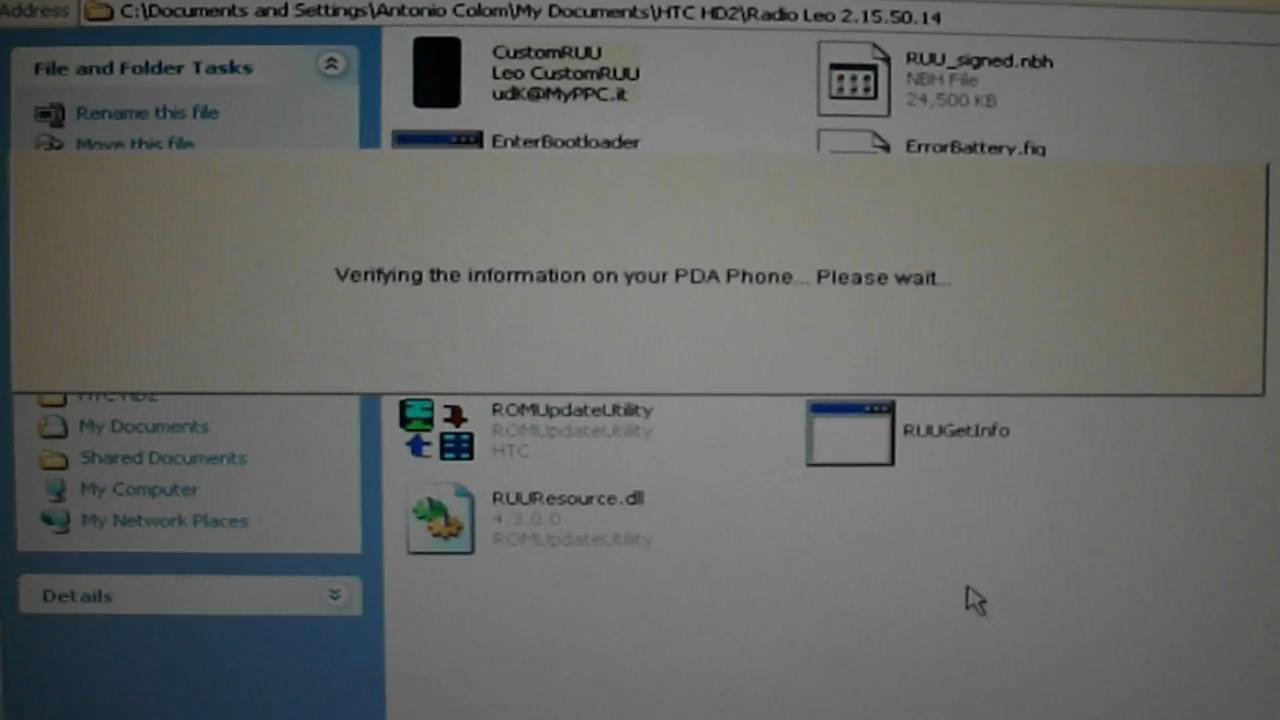 Address C:\Documents and Settings\Antonio Colom\My Documents\HTC HD2\Radio Leo 2.15.50.14
File and Folder Tasks
Rename this file
Move this file
CustomRUU
Leo CustomRUU
udK@MyPPC.it
RUU_signed.nbh
NBH File
24,500 KB
EnterBootloader
ErrorBattery.fig
Verifying the information on your PDA Phone... Please wait...
HTC HD2
My Documents
Shared Documents
My Computer
My Network Places
Details
ROMUpdateUtility
ROMUpdateUtility
HTC
RUUGetInfo
RUUResource.dll
4.3.0.0
ROMUpdateUtility